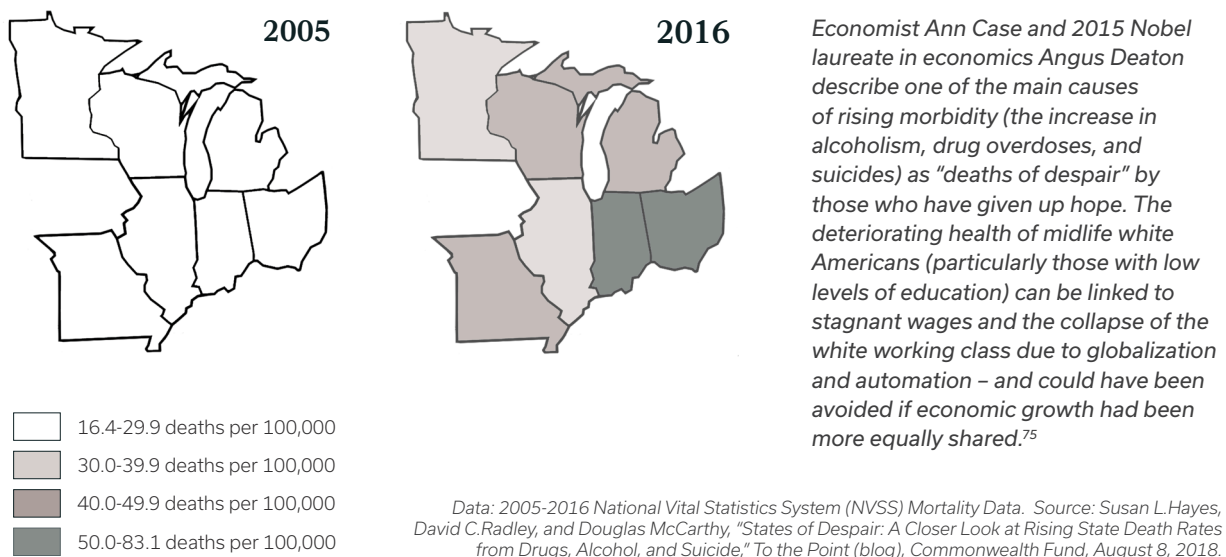 2005
2016
Economist Ann Case and 2015 Nobel
laureate in economics Angus Deaton
describe one of the main causes
of rising morbidity (the increase in
alcoholism, drug overdoses, and
suicides) as “deaths of despair” by
those who have given up hope. The
deteriorating health of midlife white
Americans (particularly those with low
levels of education) can be linked to
stagnant wages and the collapse of the
white working class due to globalization
and automation – and could have been
avoided if economic growth had been
more equally shared.75
16.4-29.9 deaths per 100,000
30.0-39.9 deaths per 100,000
40.0-49.9 deaths per 100,000
50.0-83.1 deaths per 100,000
Data: 2005-2016 National Vital Statistics System (NVSS) Mortality Data. Source: Susan L.Hayes,
David C.Radley, and Douglas McCarthy, “States of Despair: A Closer Look at Rising State Death Rates
from Drugs, Alcohol, and Suicide,” To the Point (blog), Commonwealth Fund, August 8, 2018.